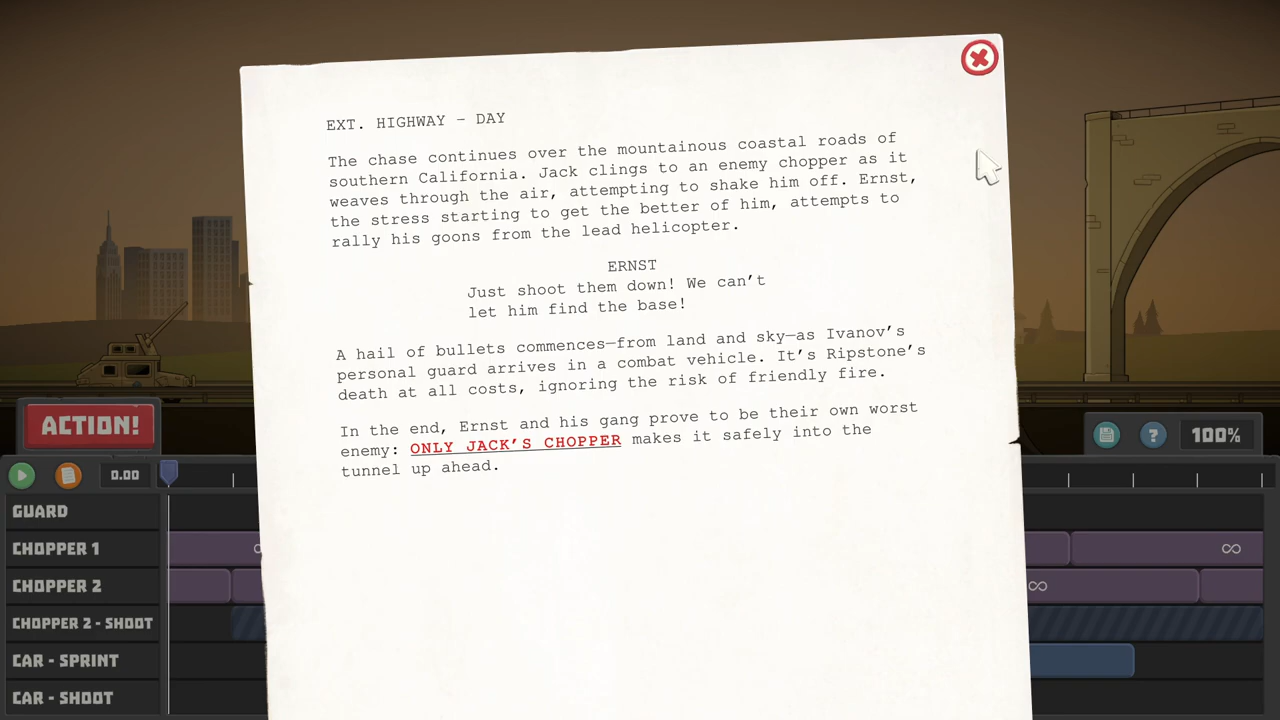 EXT. HIGHWAY – DAY
The chase continues over the mountainous coastal roads of
southern California. Jack clings to an enemy chopper as it
weaves through the air, attempting to shake him off. Ernst,
the stress starting to get the better of him, attempts to
rally his goons from the lead helicopter.
ERNST
Just shoot them down! We can't
let him find the base!
A hail of bullets commences—from land and sky—as Ivanov's
personal guard arrives in a combat vehicle. It's Ripstone's
death at all costs, ignoring the risk of friendly fire.
In the end, Ernst and his gang prove to be their own worst
enemy: ONLY JACK'S CHOPPER makes it safely into the
tunnel up ahead.
ACTION!
? 100%
0.00
GUARD
CHOPPER 1 ∞
CHOPPER 2 ∞
CHOPPER 2 - SHOOT
CAR - SPRINT
CAR - SHOOT